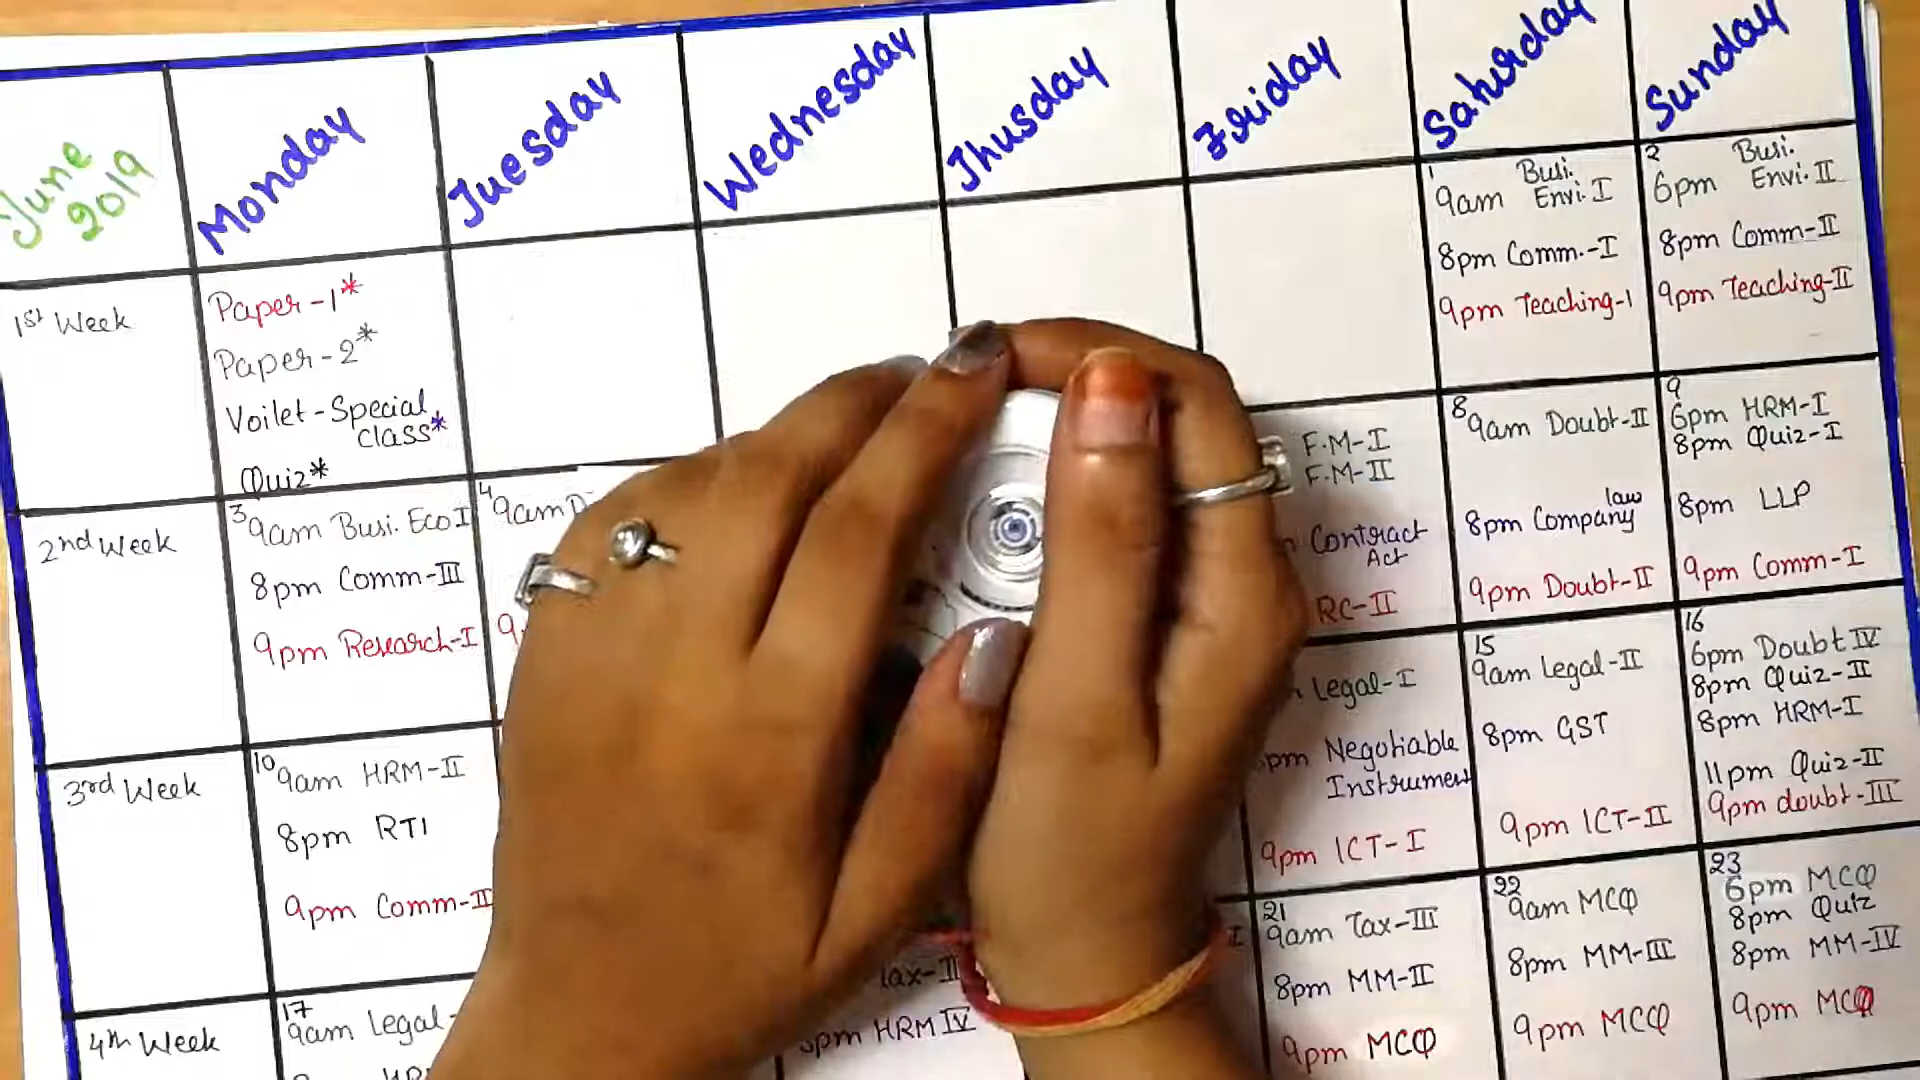 June
2019
Monday
Tuesday
Wednesday
Thusday
Friday
Saturday
Sunday
1st Week
Paper-1*
Paper-2*
Voilet-Special
class*
Quiz*
1
9am Busi.
Envi-I
8pm Comm.-I
9pm Teaching-I
2
6pm Busi.
Envi.II
8pm Comm-II
9pm Teaching-II
2nd Week
3
9am Busi. Eco I
8pm Comm-III
9pm Research-I
4
9am
F.M-I
F.M-II
Contract
Act
RC-II
8
9am Doubt-II
8pm Company law
9pm Doubt-II
9
6pm HRM-I
8pm Quiz-I
8pm LLP
9pm Comm-I
3rd Week
10
9am HRM-II
8pm RTI
9pm Comm-II
Legal-I
pm Negotiable
Instrument
9pm ICT-I
15
9am Legal-II
8pm GST
9pm ICT-II
16
6pm Doubt IV
8pm Quiz-II
8pm HRM-I
11pm Quiz-II
9pm doubt-III
4th Week
17
9am Legal-
Tax-II
HRM IV
21
9am Tax-III
8pm MM-II
9pm MCQ
22
9am MCQ
8pm MM-III
9pm MCQ
23
6pm MCQ
8pm Quiz
8pm MM-IV
9pm MCQ